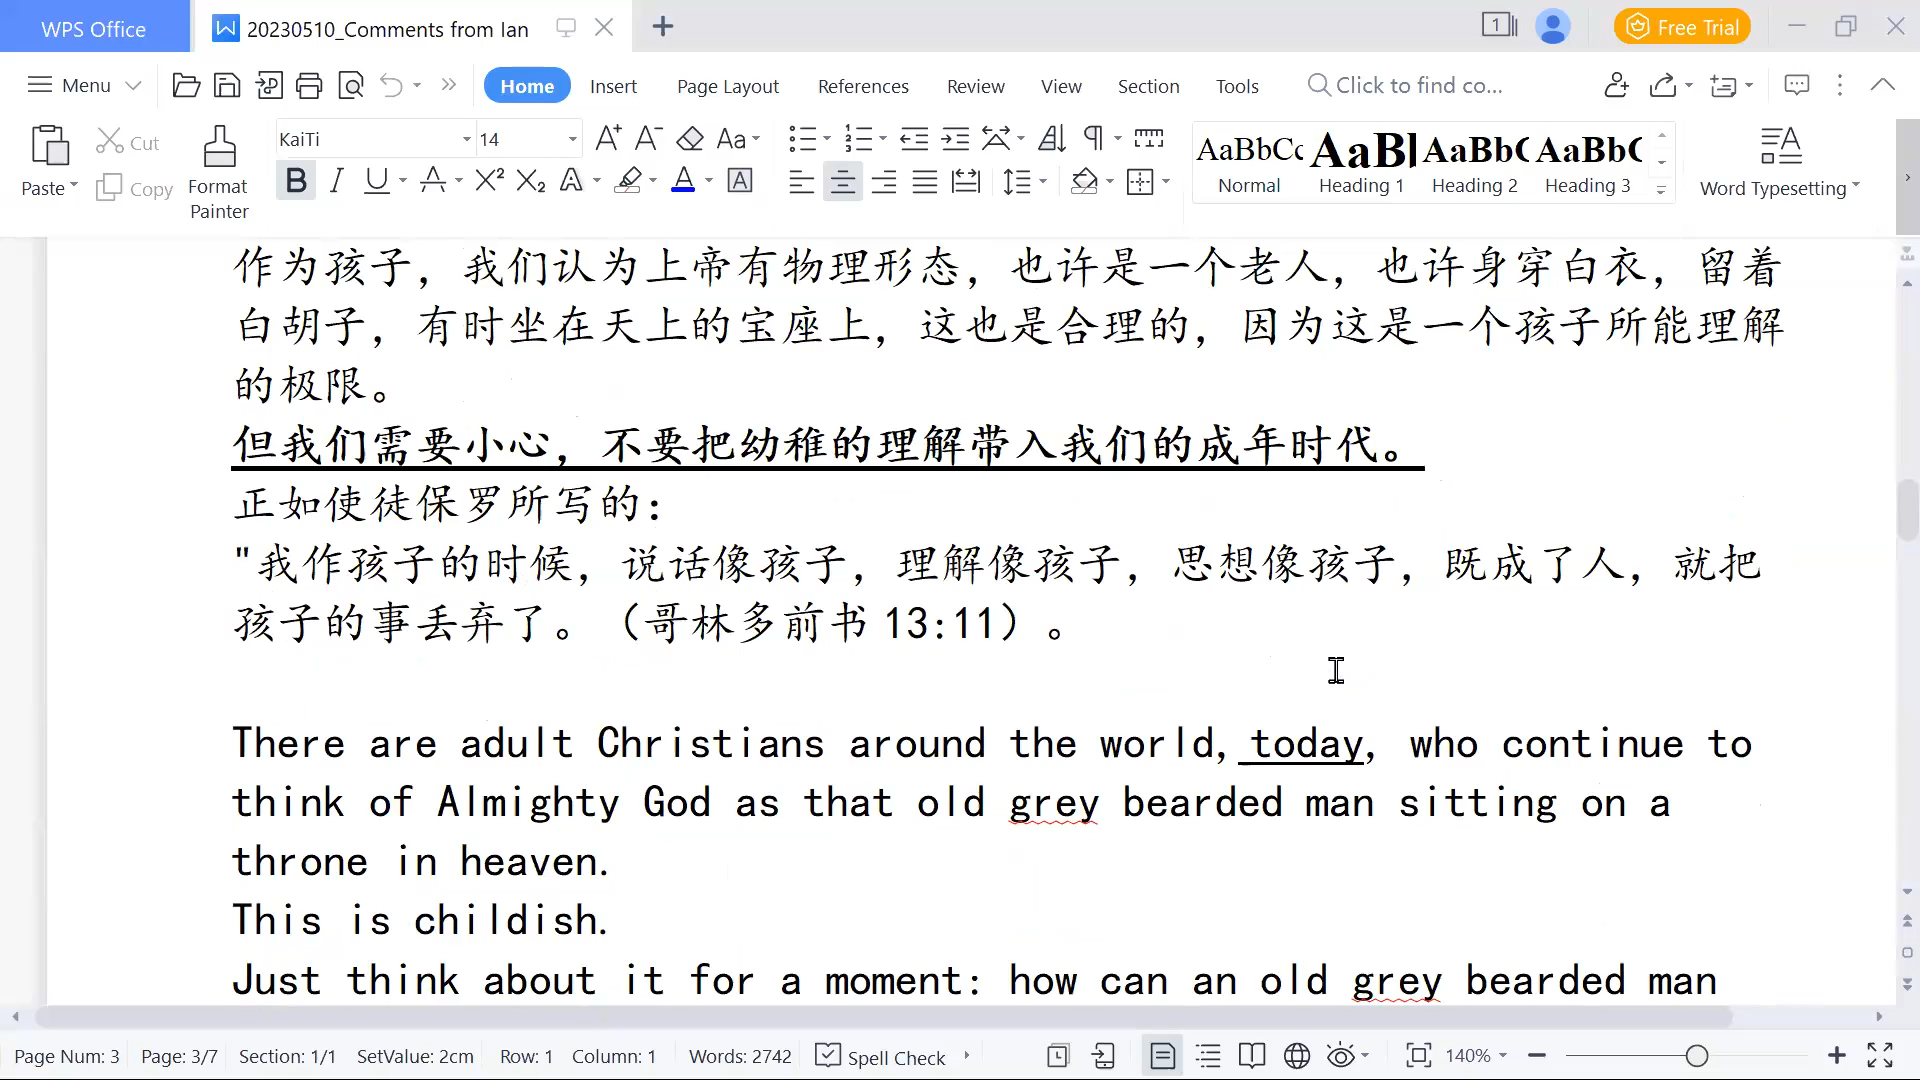 WPS Office
20230510_Comments from Ian
1
Free Trial
Menu
Home
Insert
Page Layout
References
Review
View
Section
Tools
Click to find co...
Paste
Cut
Copy
Format
Painter
KaiTi
14
AaBbCc
Normal
AaBl
Heading 1
AaBb(
Heading 2
AaBbC
Heading 3
Word Typesetting
作为孩子，我们认为上帝有物理形态，也许是一个老人，也许身穿白衣，留着
白胡子，有时坐在天上的宝座上，这也是合理的，因为这是一个孩子所能理解
的极限。
但我们需要小心，不要把幼稚的理解带入我们的成年时代。
正如使徒保罗所写的：
"我作孩子的时候，说话像孩子，理解像孩子，思想像孩子，既成了人，就把
孩子的事丢弃了。（哥林多前书 13:11）。
There are adult Christians around the world, today, who continue to
think of Almighty God as that old grey bearded man sitting on a
throne in heaven.
This is childish.
Just think about it for a moment: how can an old grey bearded man
Page Num: 3
Page: 3/7
Section: 1/1
SetValue: 2cm
Row: 1
Column: 1
Words: 2742
Spell Check
140%